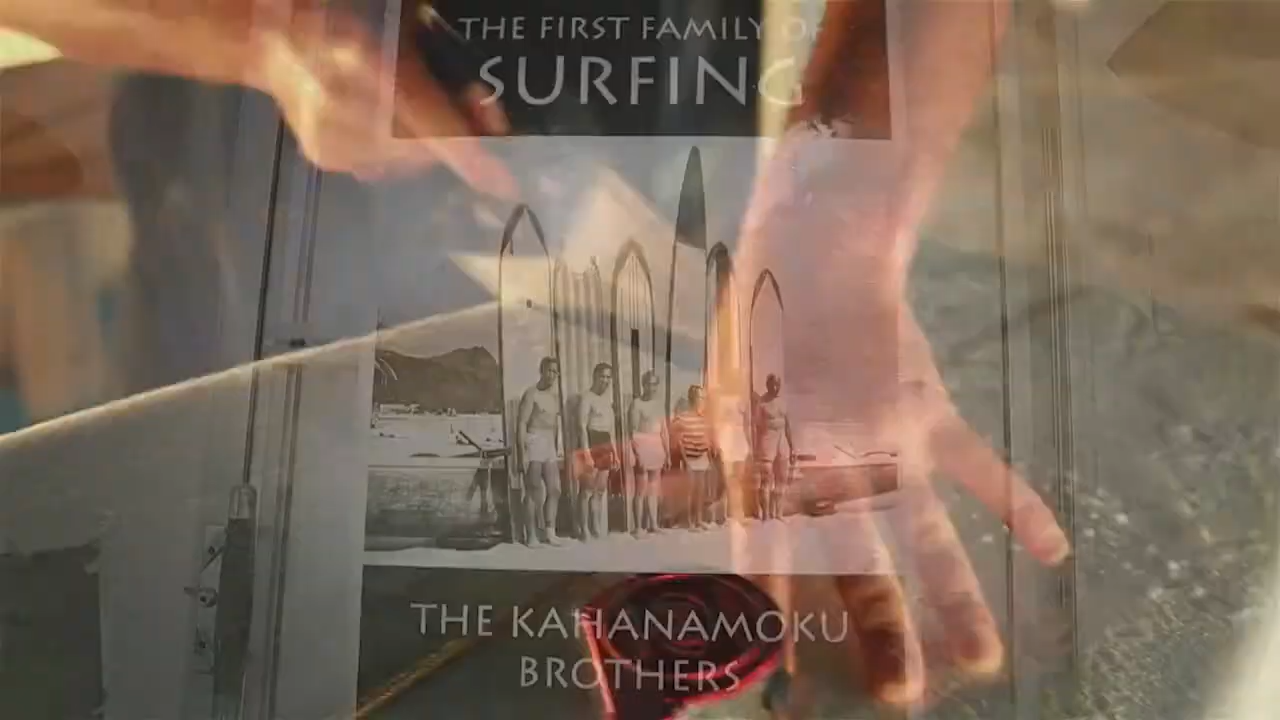 THE FIRST FAMILY OF
SURFING
THE KAHANAMOKU
BROTHERS